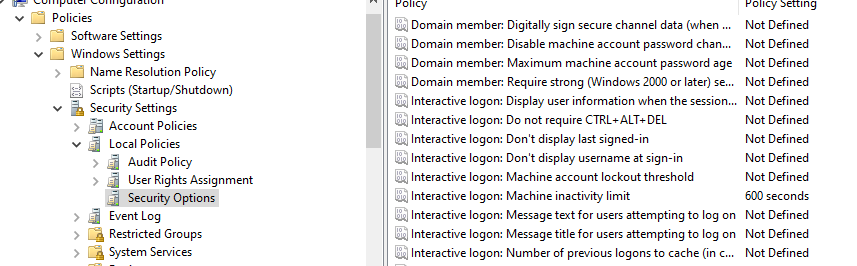 Computer Configuration
Policies
Software Settings
Windows Settings
Name Resolution Policy
Scripts (Startup/Shutdown)
Security Settings
Account Policies
Local Policies
Audit Policy
User Rights Assignment
Security Options
Event Log
Restricted Groups
System Services
Policy Policy Setting
Domain member: Digitally sign secure channel data (when ... Not Defined
Domain member: Disable machine account password chan... Not Defined
Domain member: Maximum machine account password age Not Defined
Domain member: Require strong (Windows 2000 or later) se... Not Defined
Interactive logon: Display user information when the session... Not Defined
Interactive logon: Do not require CTRL+ALT+DEL Not Defined
Interactive logon: Don't display last signed-in Not Defined
Interactive logon: Don't display username at sign-in Not Defined
Interactive logon: Machine account lockout threshold Not Defined
Interactive logon: Machine inactivity limit 600 seconds
Interactive logon: Message text for users attempting to log on Not Defined
Interactive logon: Message title for users attempting to log on Not Defined
Interactive logon: Number of previous logons to cache (in c... Not Defined